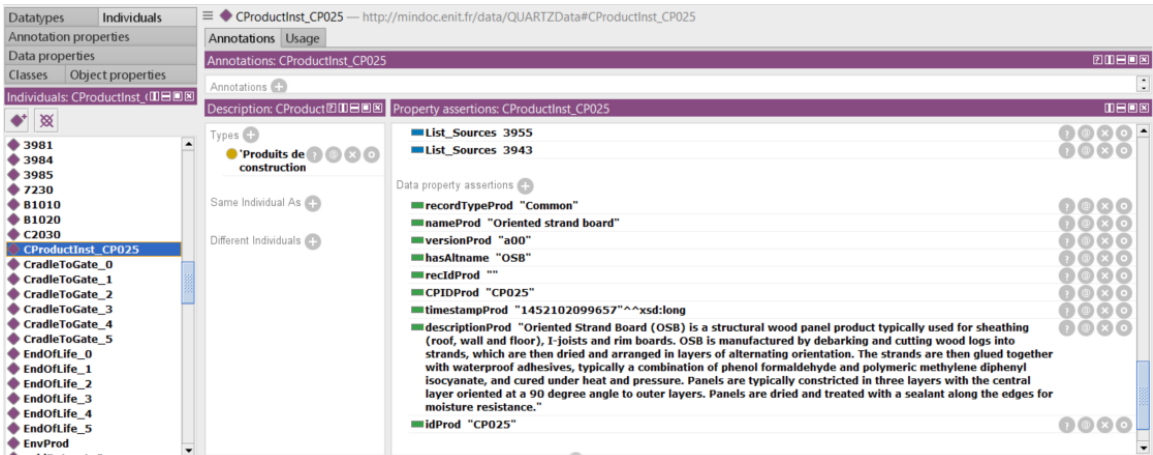 Datatypes Individuals
Annotation properties
Data properties
Classes Object properties
Individuals: CProductInst_(
3981
3984
3985
7230
B1010
B1020
C2030
CProductInst_CP025
CradleToGate_0
CradleToGate_1
CradleToGate_2
CradleToGate_3
CradleToGate_4
CradleToGate_5
EndOfLife_0
EndOfLife_1
EndOfLife_2
EndOfLife_3
EndOfLife_4
EndOfLife_5
EnvProd
CProductInst_CP025 — http://mindoc.enit.fr/data/QUARTZData#CProductInst_CP025
Annotations Usage
Annotations: CProductInst_CP025
Annotations
Description: CProduct
Types
'Produits de
construction
Same Individual As
Different Individuals
Property assertions: CProductInst_CP025
List_Sources 3955
List_Sources 3943
Data property assertions
recordTypeProd "Common"
nameProd "Oriented strand board"
versionProd "a00"
hasAltname "OSB"
recIdProd ""
CPIDProd "CP025"
timestampProd "1452102099657"^^xsd:long
descriptionProd "Oriented Strand Board (OSB) is a structural wood panel product typically used for sheathing
(roof, wall and floor), I-joists and rim boards. OSB is manufactured by debarking and cutting wood logs into
strands, which are then dried and arranged in layers of alternating orientation. The strands are then glued together
with waterproof adhesives, typically a combination of phenol formaldehyde and polymeric methylene diphenyl
isocyanate, and cured under heat and pressure. Panels are typically constricted in three layers with the central
layer oriented at a 90 degree angle to outer layers. Panels are dried and treated with a sealant along the edges for
moisture resistance."
idProd "CP025"